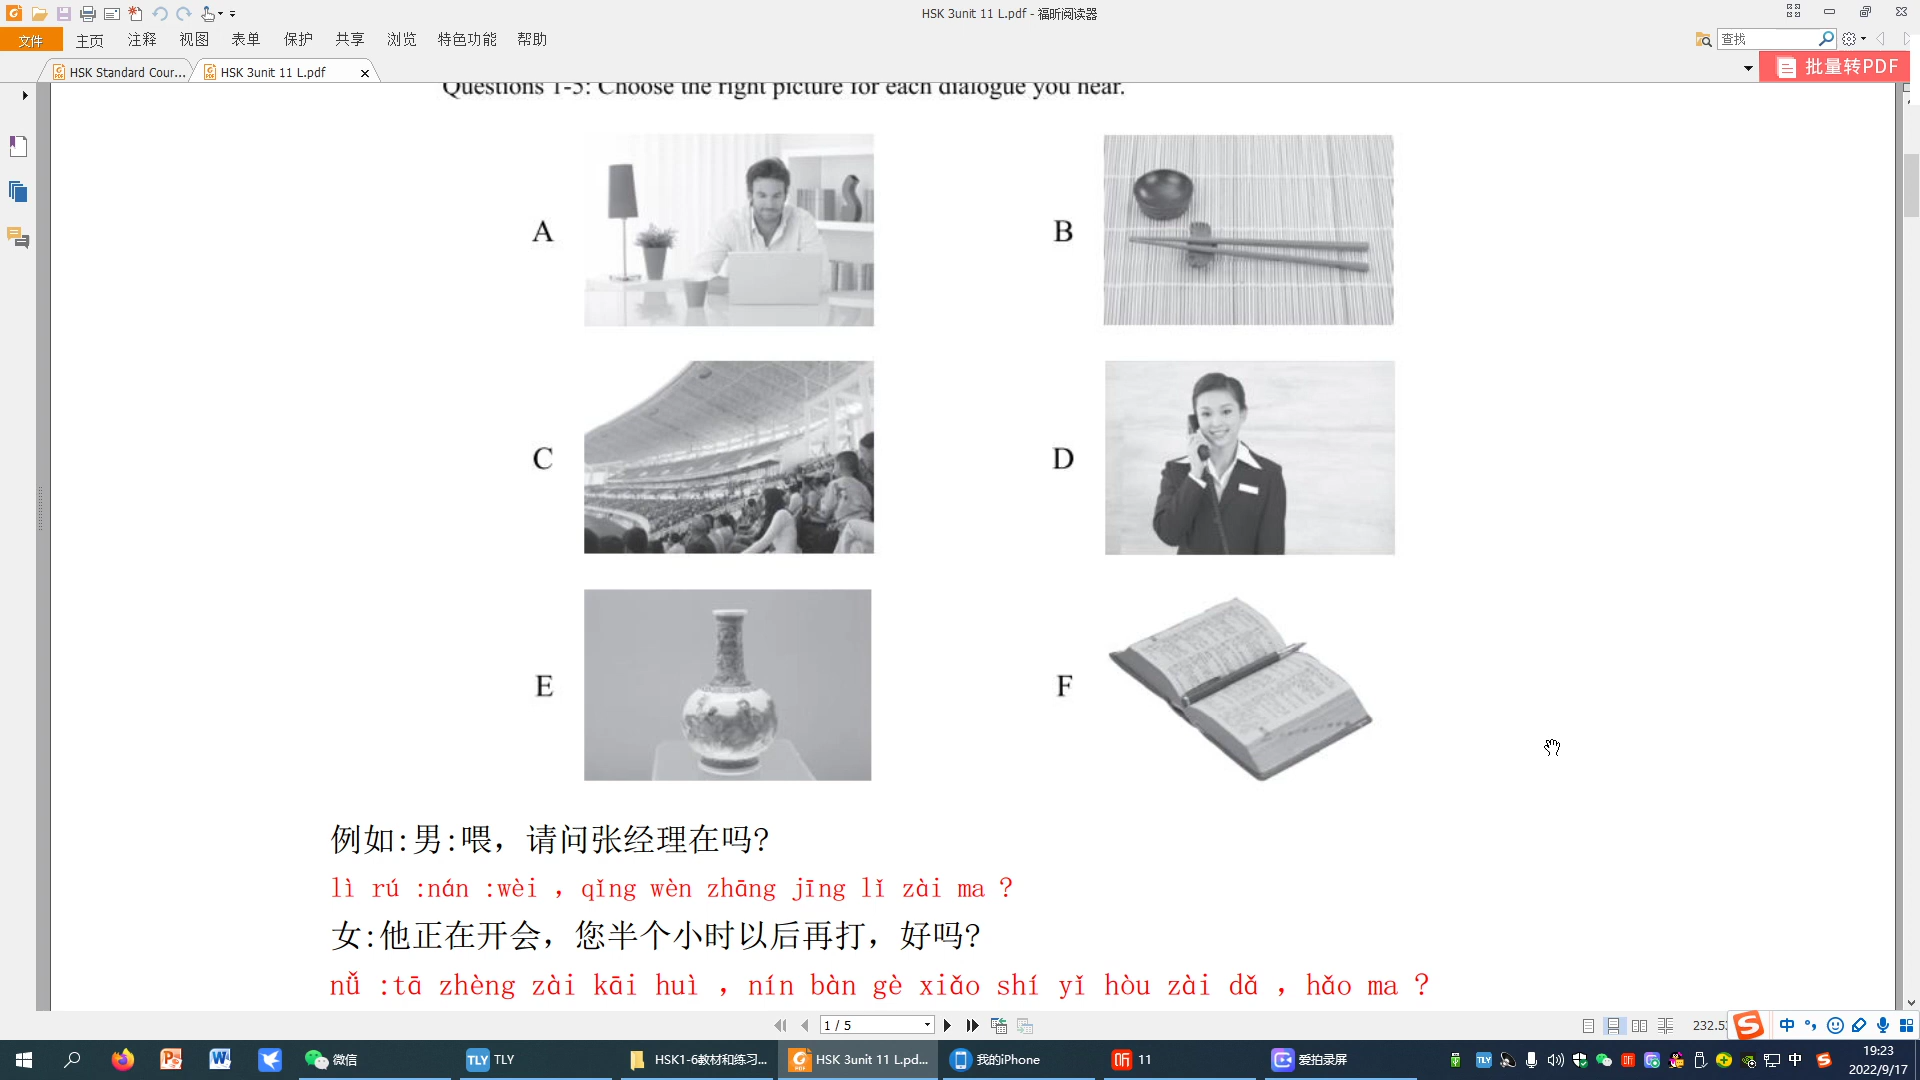 HSK 3unit 11 L.pdf - 福昕阅读器
文件 主页 注释 视图 表单 保护 共享 浏览 特色功能 帮助 查找
HSK Standard Cour... HSK 3unit 11 L.pdf 批量转PDF
Questions 1-5: Choose the right picture for each dialogue you hear.
A B
C D
E F
例如:男:喂，请问张经理在吗?
lì rú :nán :wèi ，qǐng wèn zhāng jīng lǐ zài ma ？
女:他正在开会，您半个小时以后再打，好吗?
nǚ :tā zhèng zài kāi huì ，nín bàn gè xiǎo shí yǐ hòu zài dǎ ，hǎo ma ？
1 / 5 中
微信 TLY TLY HSK1-6教材和练习... HSK 3unit 11 L.pd... 我的iPhone 听 11 爱拍录屏 中 19:23
2022/9/17